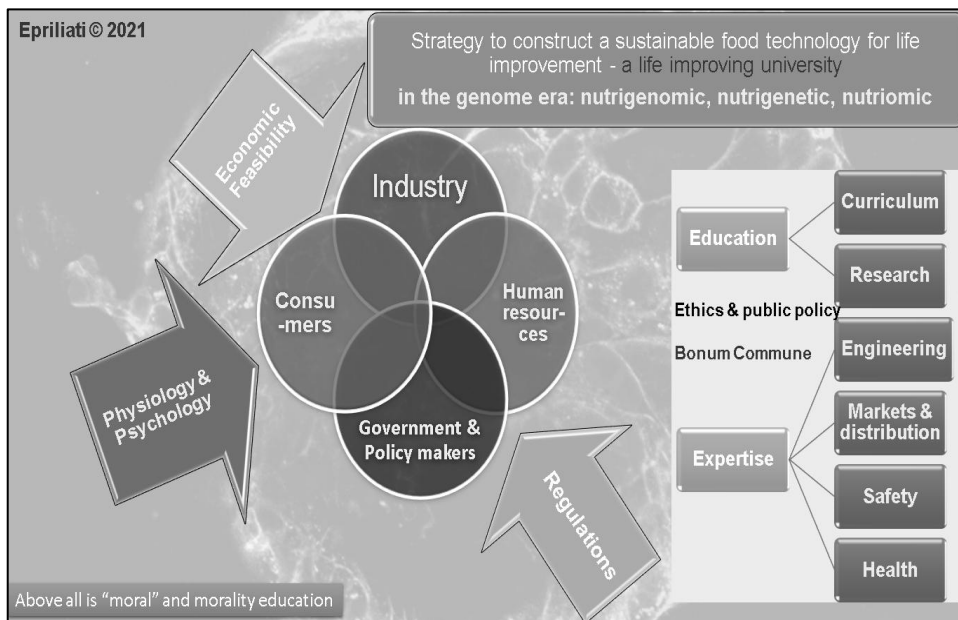 Epriliati © 2021
Strategy to construct a sustainable food technology for life
improvement - a life improving university
in the genome era: nutrigenomic, nutrigenetic, nutriomic
Economic
Feasibility
Industry
Consu
-mers
Human
resour-
ces
Government &
Policy makers
Physiology &
Psychology
Regulations
Education
Curriculum
Research
Ethics & public policy
Bonum Commune
Engineering
Expertise
Markets &
distribution
Safety
Health
Above all is “moral” and morality education